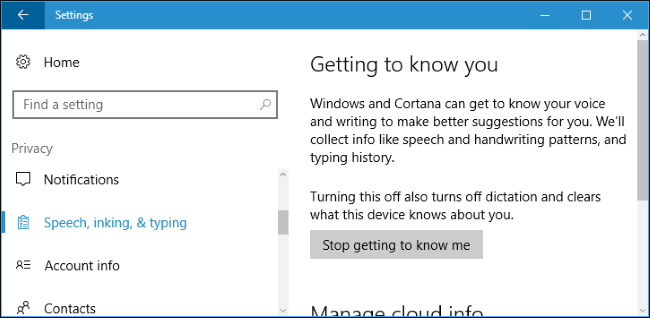 Settings
Home
Find a setting
Privacy
Notifications
Speech, inking, & typing
Account info
Contacts
Getting to know you
Windows and Cortana can get to know your voice
and writing to make better suggestions for you. We'll
collect info like speech and handwriting patterns, and
typing history.
Turning this off also turns off dictation and clears
what this device knows about you.
Stop getting to know me
Manage cloud info